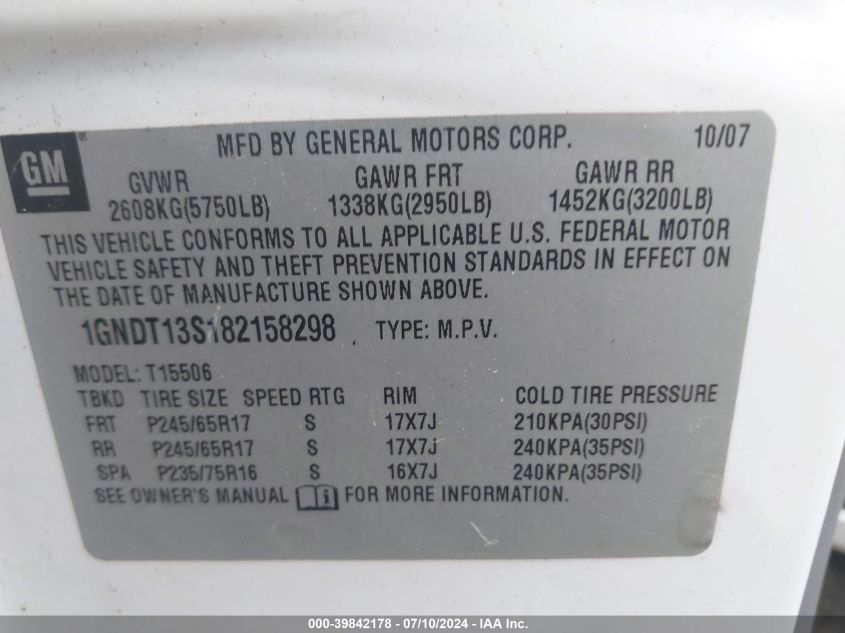 GM® MFD BY GENERAL MOTORS CORP. 10/07
GVWR GAWR FRT GAWR RR
2608KG(5750LB) 1338KG(2950LB) 1452KG(3200LB)
THIS VEHICLE CONFORMS TO ALL APPLICABLE U.S. FEDERAL MOTOR
VEHICLE SAFETY AND THEFT PREVENTION STANDARDS IN EFFECT ON
THE DATE OF MANUFACTURE SHOWN ABOVE.
1GNDT13S182158298 TYPE: M.P.V.
MODEL: T15506
TBKD TIRE SIZE SPEED RTG RIM COLD TIRE PRESSURE
FRT P245/65R17 S 17X7J 210KPA(30PSI)
RR P245/65R17 S 17X7J 240KPA(35PSI)
SPA P235/75R16 S 16X7J 240KPA(35PSI)
SEE OWNER'S MANUAL i FOR MORE INFORMATION.
000-39842178 - 07/10/2024 - IAA Inc.